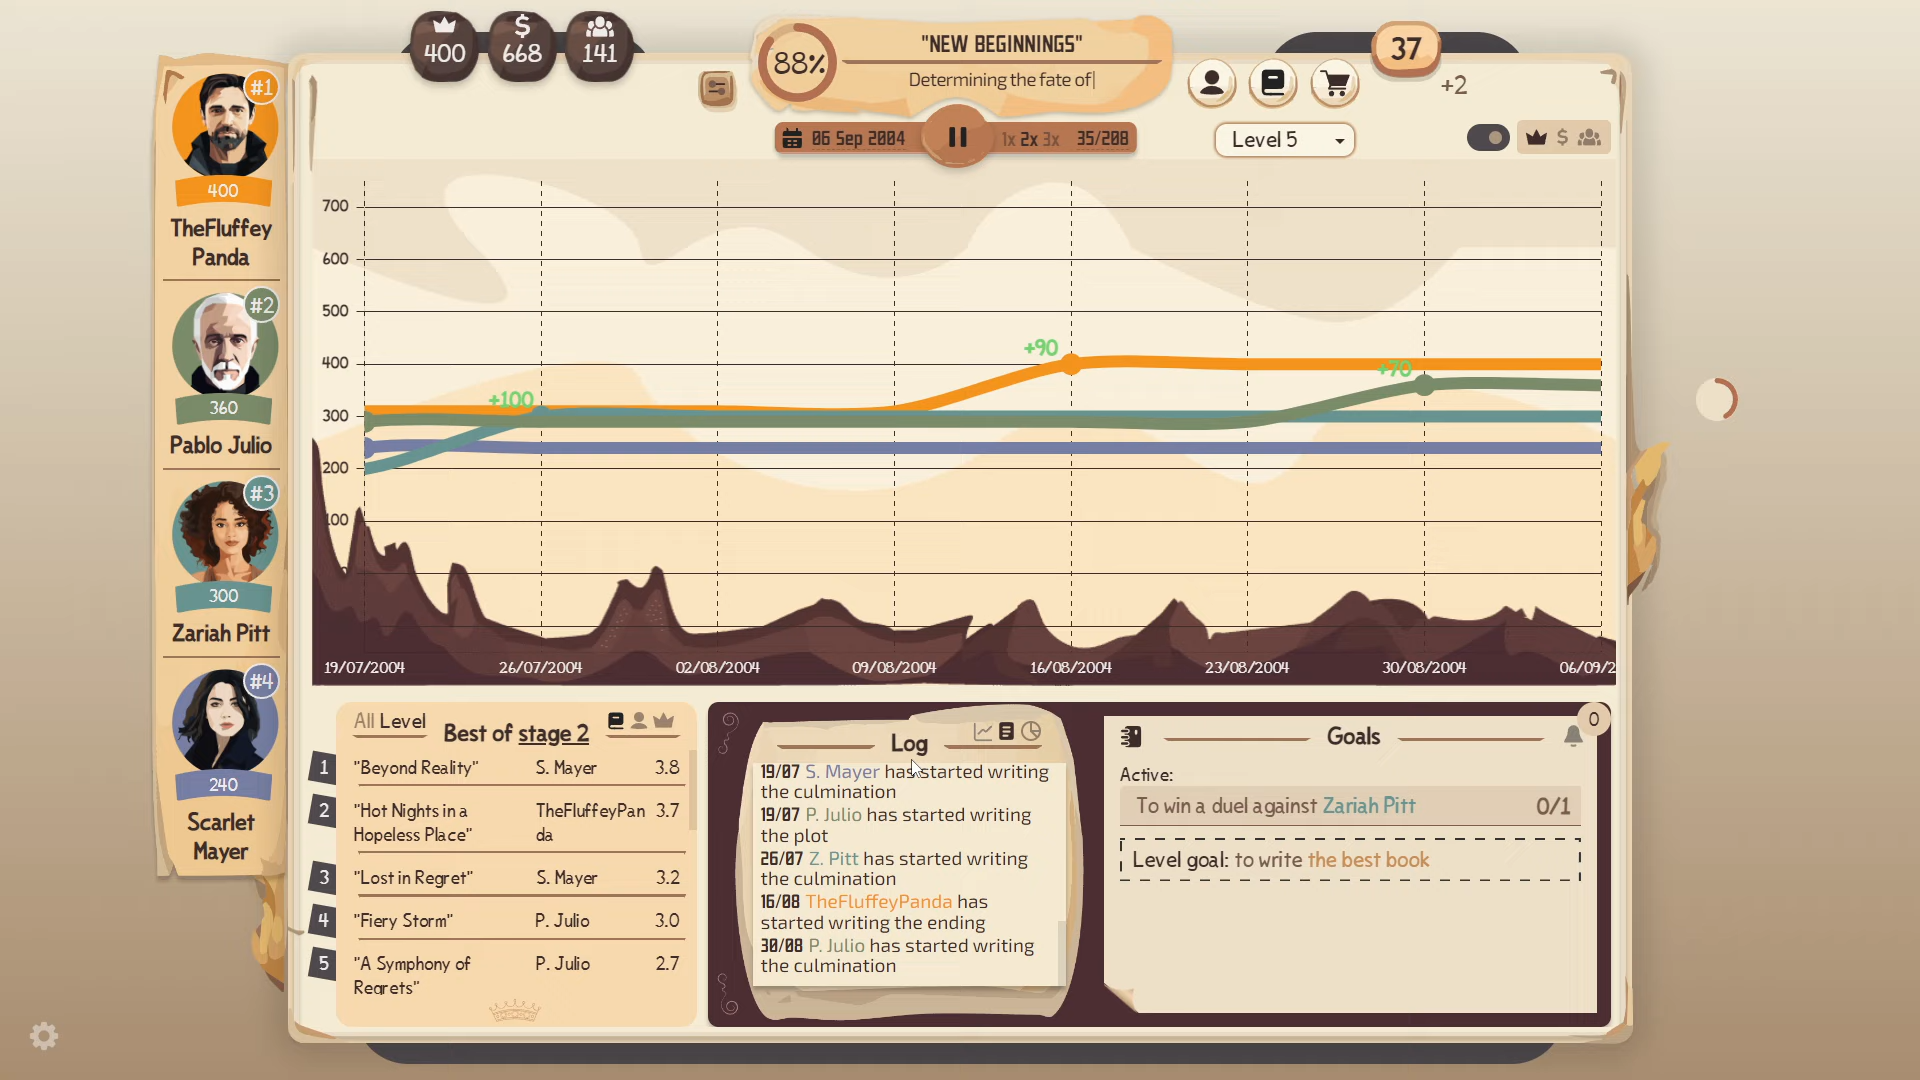 400
668
141
88%
"NEW BEGINNINGS"
Determining the fate of
37
+2
06 Sep 2004
1x 2x 3x
35/208
Level 5
#1
400
TheFluffey
Panda
#2
360
Pablo Julio
#3
300
Zariah Pitt
#4
240
Scarlet
Mayer
700
600
500
400
300
200
100
0
+100
+90
+70
19/07/2004
26/07/2004
02/08/2004
09/08/2004
16/08/2004
23/08/2004
30/08/2004
06/09/2
All Level
Best of stage 2
1 "Beyond Reality" S. Mayer 3.8
2 "Hot Nights in a TheFluffeyPan 3.7
Hopeless Place" da
3 "Lost in Regret" S. Mayer 3.2
4 "Fiery Storm" P. Julio 3.0
5 "A Symphony of P. Julio 2.7
Regrets"
Log
19/07 S. Mayer has started writing
the culmination
19/07 P. Julio has started writing
the plot
26/07 Z. Pitt has started writing
the culmination
16/08 TheFluffeyPanda has
started writing the ending
30/08 P. Julio has started writing
the culmination
Goals
0
Active:
To win a duel against Zariah Pitt 0/1
Level goal: to write the best book